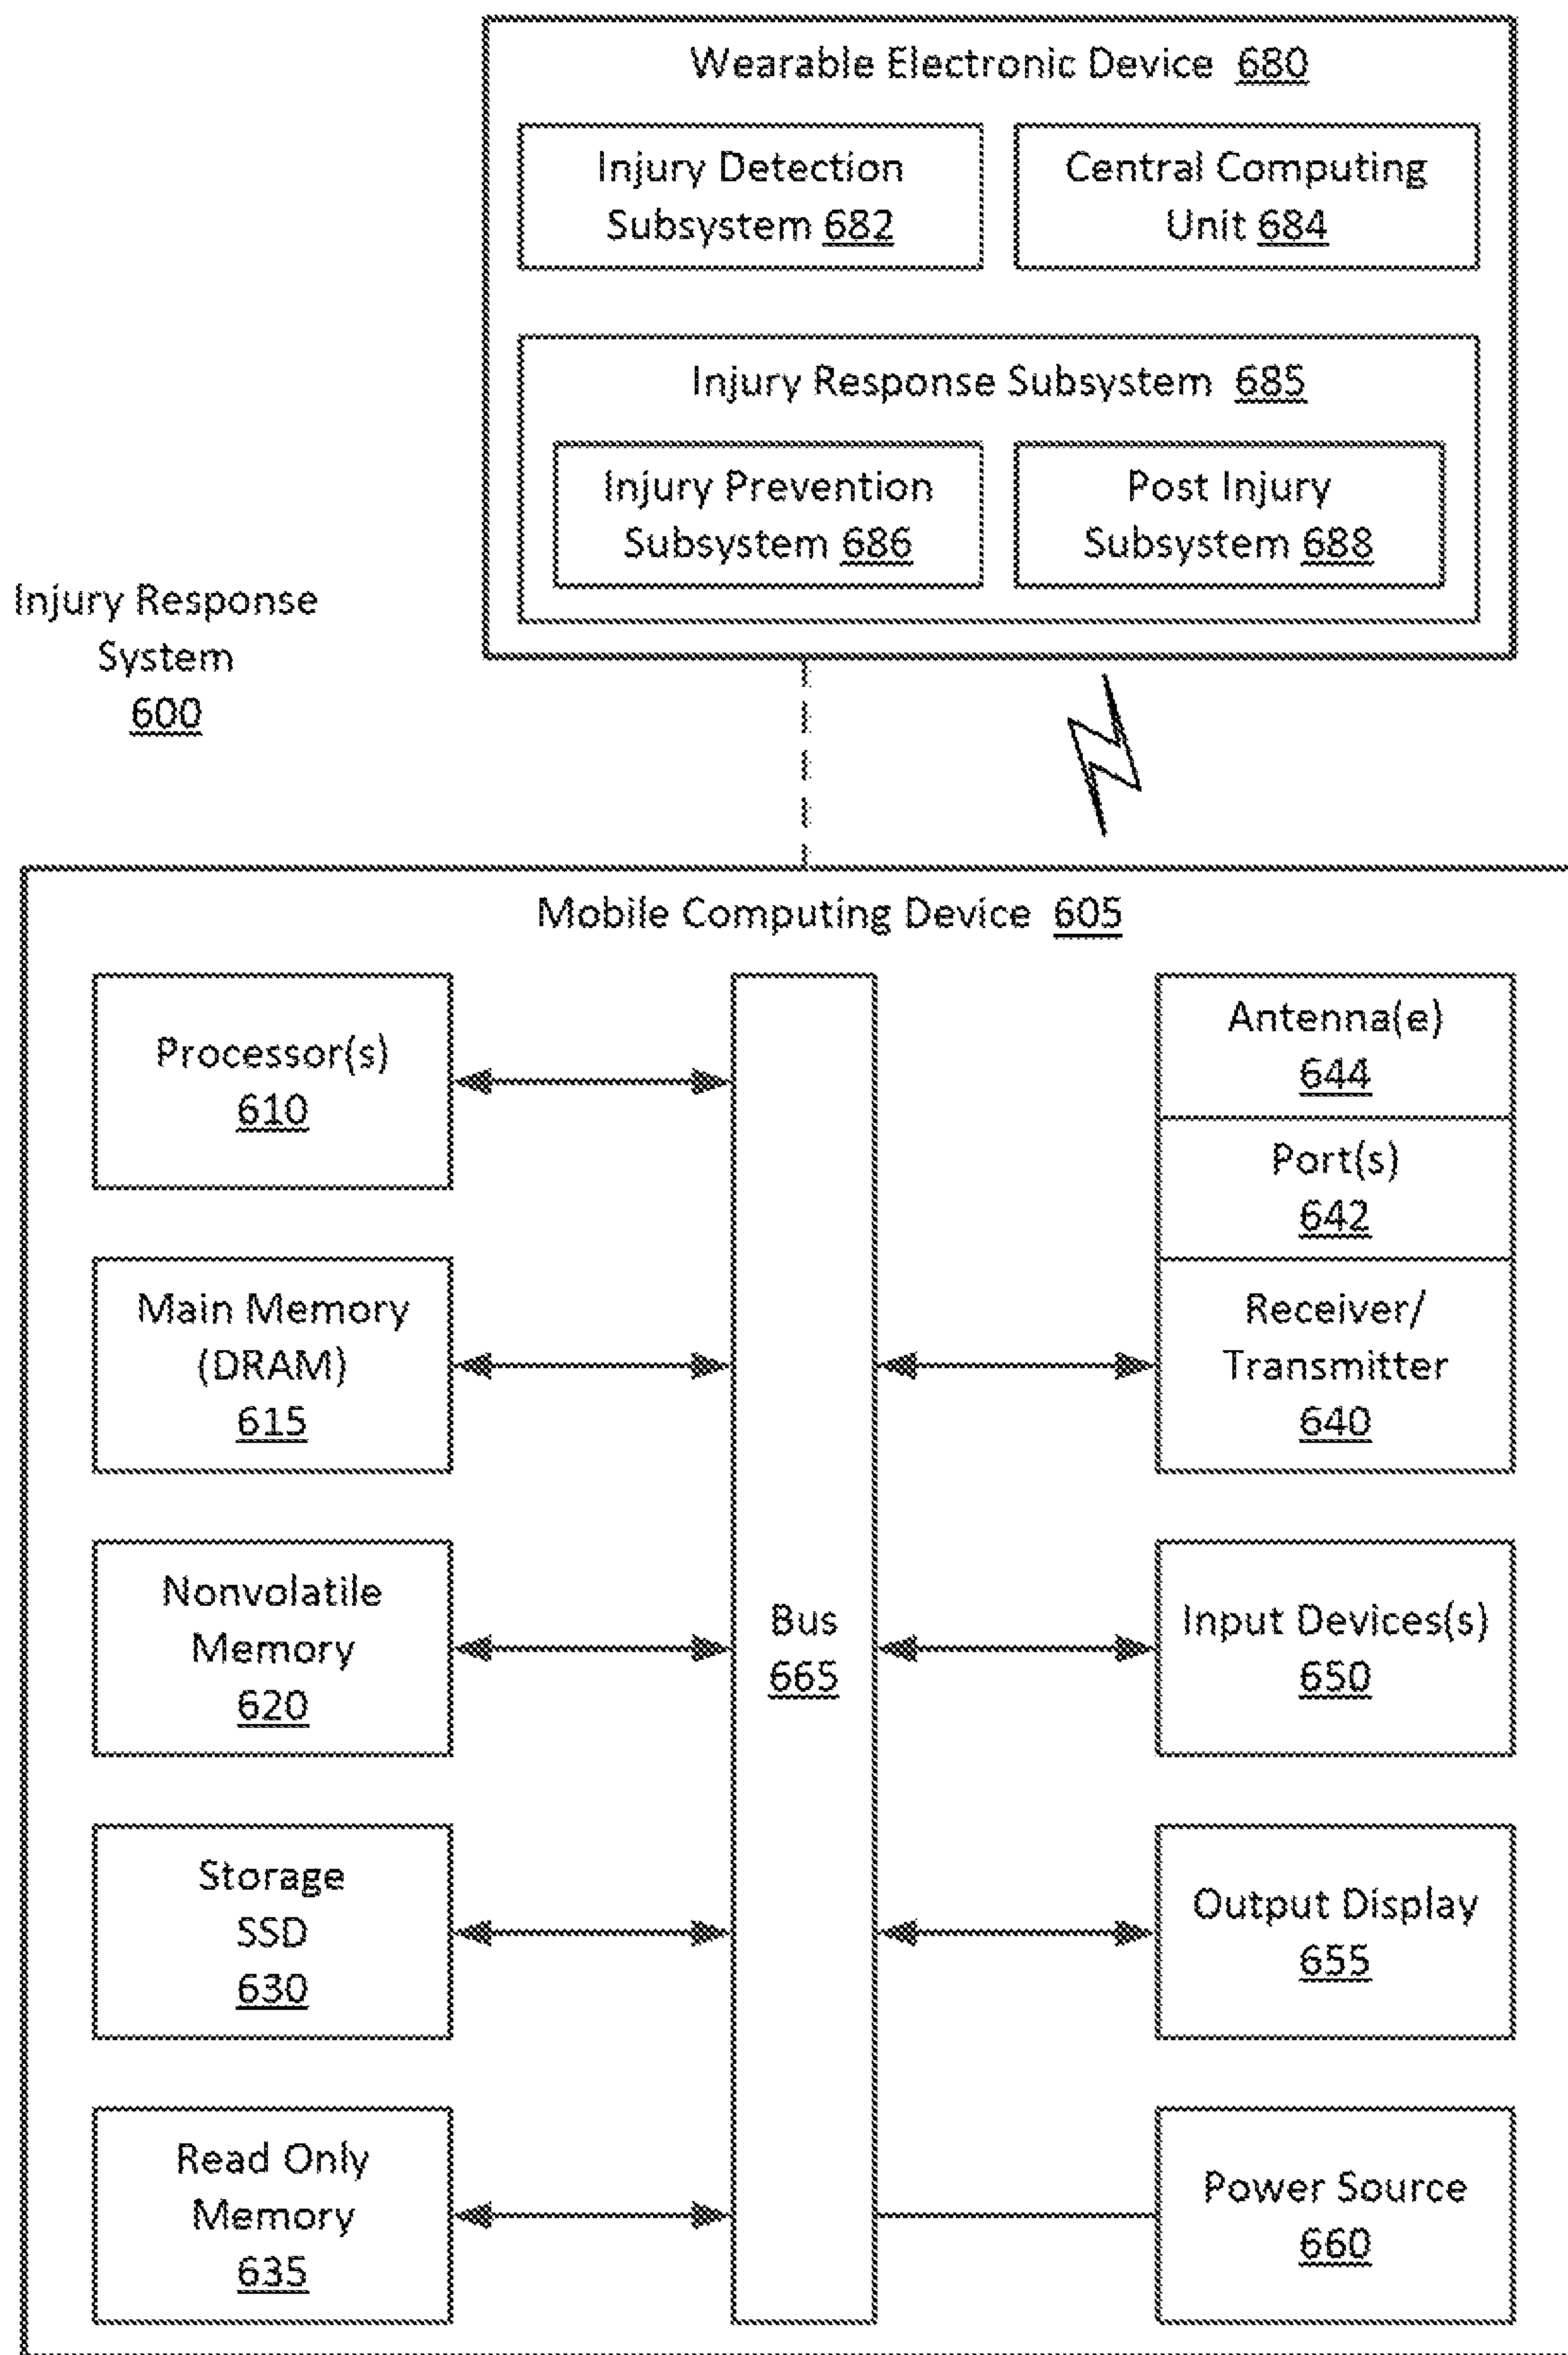 Wearable Electronic Device 680
Injury Detection
Subsystem 682
Central Computing
Unit 684
Injury Response Subsystem 685
Injury Prevention
Subsystem 686
Post Injury
Subsystem 688
Injury Response
System
600
Mobile Computing Device 605
Processor(s)
610
Main Memory
(DRAM)
615
Nonvolatile
Memory
620
Storage
SSD
630
Read Only
Memory
635
Bus
665
Antenna(e)
644
Port(s)
642
Receiver/
Transmitter
640
Input Devices(s)
650
Output Display
655
Power Source
660